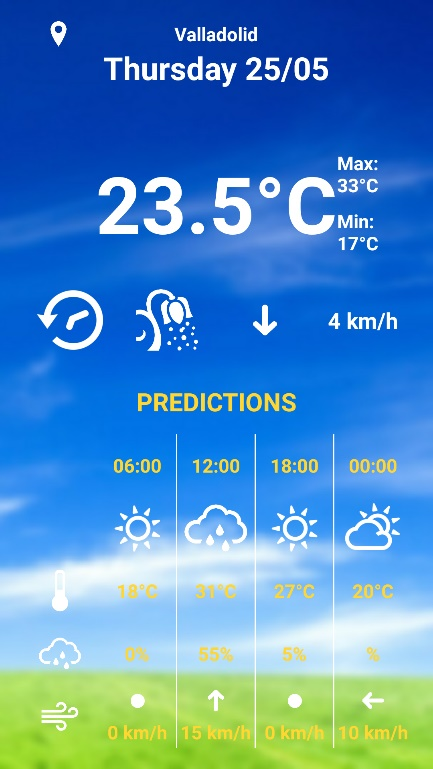 Valladolid
Thursday 25/05
23.5°C
Max:
33°C
Min:
17°C
4 km/h
PREDICTIONS
06:00 12:00 18:00 00:00
18°C 31°C 27°C 20°C
0% 55% 5% %
0 km/h 15 km/h 0 km/h 10 km/h